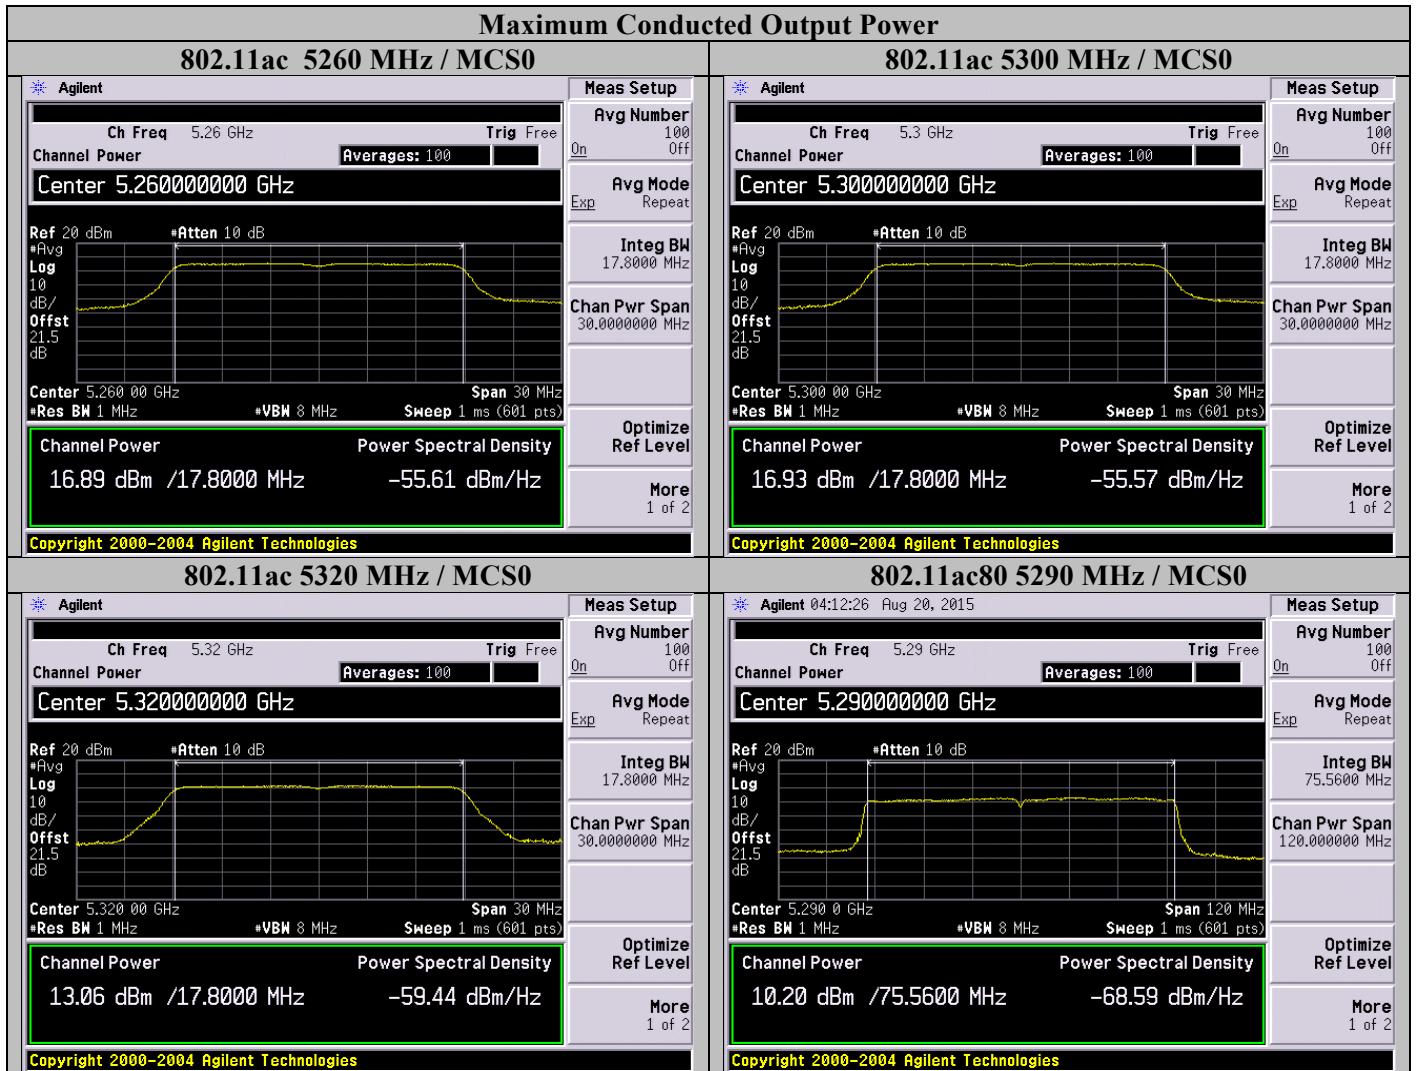 Maximum Conducted Output Power
802.11ac 5260 MHz / MCS0
Agilent
Meas Setup
Ch Freq 5.26 GHz
Trig Free
Channel Power
Averages: 100
Center 5.260000000 GHz
Ref 20 dBm
#Atten 10 dB
#Avg
Log
10
dB/
Offst
21.5
dB
Center 5.260 00 GHz
Span 30 MHz
#Res BW 1 MHz
#VBW 8 MHz
Sweep 1 ms (601 pts)
Channel Power
Power Spectral Density
16.89 dBm /17.8000 MHz
-55.61 dBm/Hz
Avg Number
100
On Off
Avg Mode
Exp Repeat
Integ BW
17.8000 MHz
Chan Pwr Span
30.0000000 MHz
Optimize
Ref Level
More
1 of 2
Copyright 2000-2004 Agilent Technologies
802.11ac 5300 MHz / MCS0
Agilent
Meas Setup
Ch Freq 5.3 GHz
Trig Free
Channel Power
Averages: 100
Center 5.300000000 GHz
Ref 20 dBm
#Atten 10 dB
#Avg
Log
10
dB/
Offst
21.5
dB
Center 5.300 00 GHz
Span 30 MHz
#Res BW 1 MHz
#VBW 8 MHz
Sweep 1 ms (601 pts)
Channel Power
Power Spectral Density
16.93 dBm /17.8000 MHz
-55.57 dBm/Hz
Avg Number
100
On Off
Avg Mode
Exp Repeat
Integ BW
17.8000 MHz
Chan Pwr Span
30.0000000 MHz
Optimize
Ref Level
More
1 of 2
Copyright 2000-2004 Agilent Technologies
802.11ac 5320 MHz / MCS0
Agilent
Meas Setup
Ch Freq 5.32 GHz
Trig Free
Channel Power
Averages: 100
Center 5.320000000 GHz
Ref 20 dBm
#Atten 10 dB
#Avg
Log
10
dB/
Offst
21.5
dB
Center 5.320 00 GHz
Span 30 MHz
#Res BW 1 MHz
#VBW 8 MHz
Sweep 1 ms (601 pts)
Channel Power
Power Spectral Density
13.06 dBm /17.8000 MHz
-59.44 dBm/Hz
Avg Number
100
On Off
Avg Mode
Exp Repeat
Integ BW
17.8000 MHz
Chan Pwr Span
30.0000000 MHz
Optimize
Ref Level
More
1 of 2
Copyright 2000-2004 Agilent Technologies
802.11ac80 5290 MHz / MCS0
Agilent 04:12:26 Aug 20, 2015
Meas Setup
Ch Freq 5.29 GHz
Trig Free
Channel Power
Averages: 100
Center 5.290000000 GHz
Ref 20 dBm
#Atten 10 dB
#Avg
Log
10
dB/
Offst
21.5
dB
Center 5.290 0 GHz
Span 120 MHz
#Res BW 1 MHz
#VBW 8 MHz
Sweep 1 ms (601 pts)
Channel Power
Power Spectral Density
10.20 dBm /75.5600 MHz
-68.59 dBm/Hz
Avg Number
100
On Off
Avg Mode
Exp Repeat
Integ BW
75.5600 MHz
Chan Pwr Span
120.000000 MHz
Optimize
Ref Level
More
1 of 2
Copyright 2000-2004 Agilent Technologies